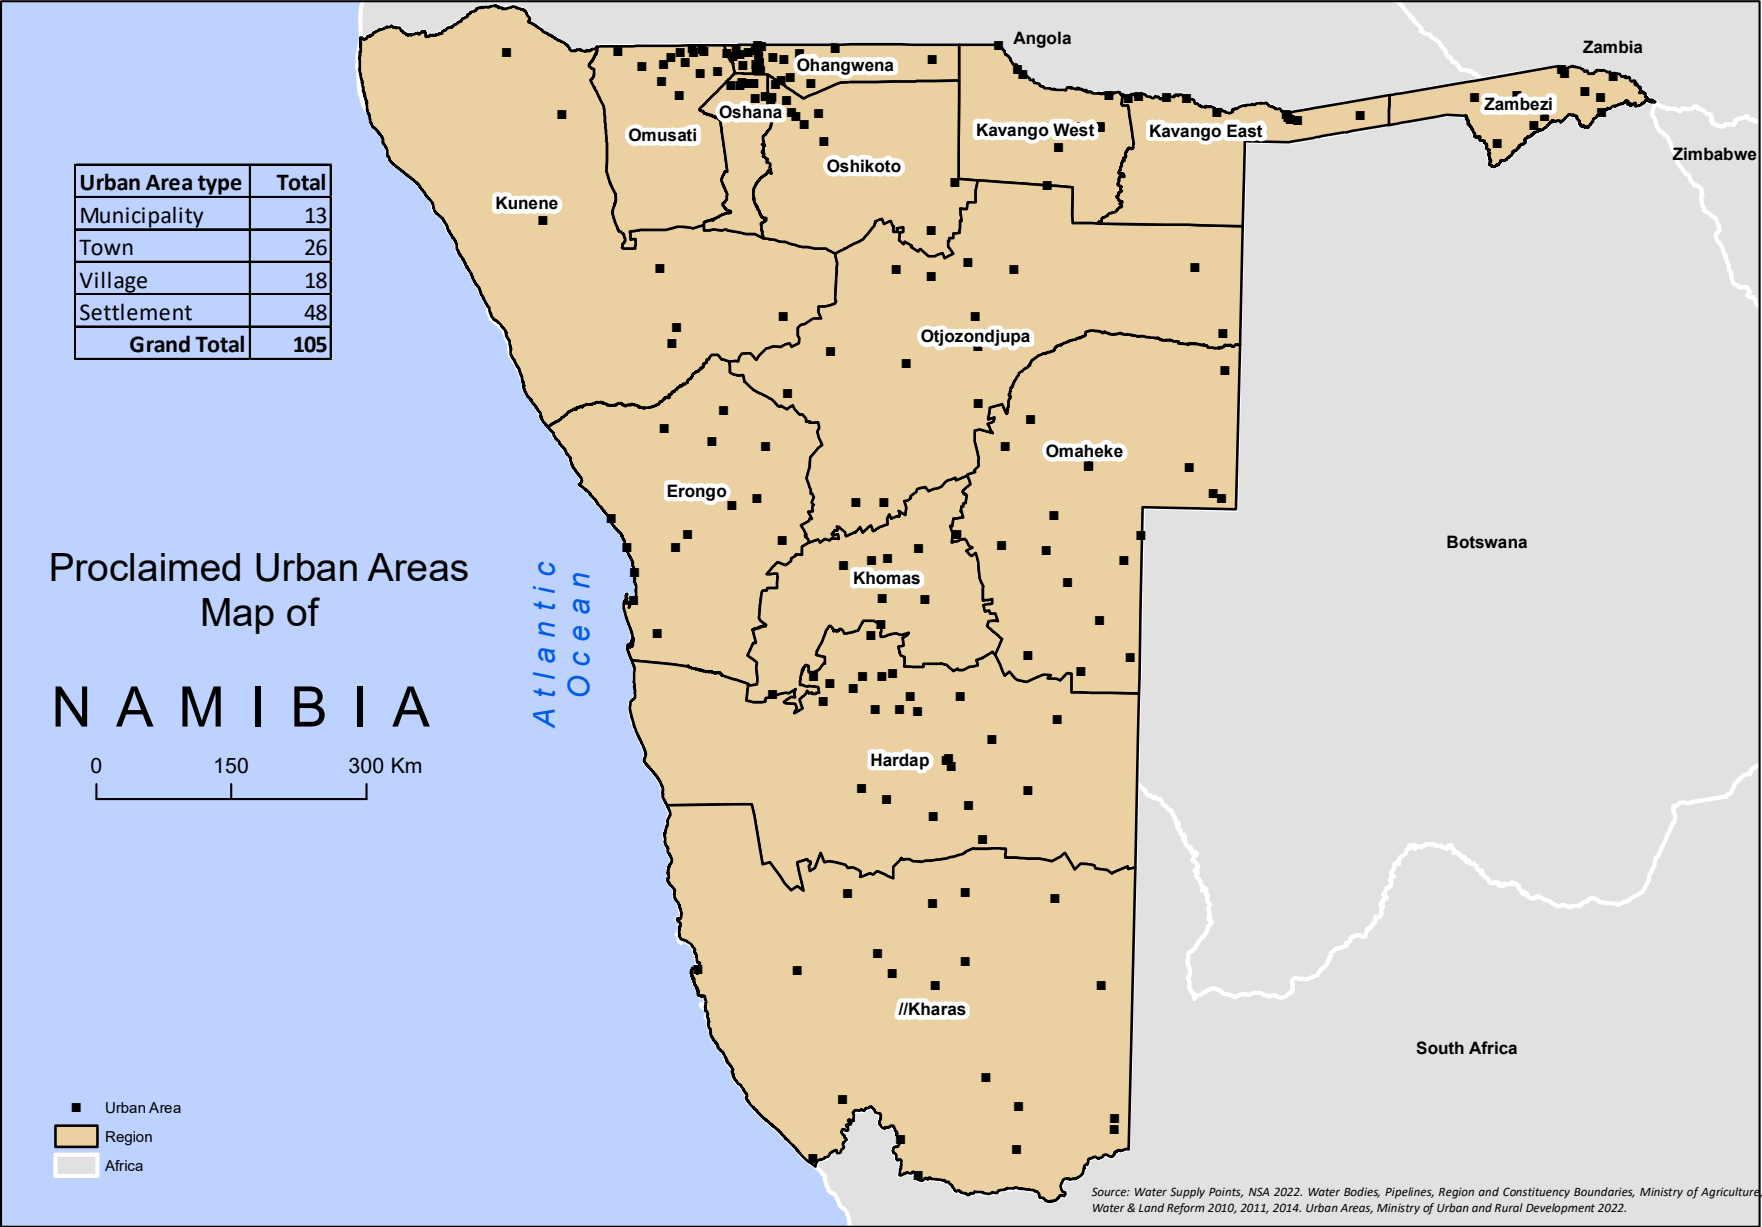 Angola
Zambia
Ohangwena
Zambezi
Oshana
Kavango West
Kavango East
Omusati
Zimbabwe
Oshikoto
Urban Area type Total
Municipality 13
Town 26
Village 18
Settlement 48
Grand Total 105
Kunene
Otjozondjupa
Omaheke
Erongo
Botswana
Proclaimed Urban Areas
Map of
NAMIBIA
Atlantic
Ocean
Khomas
0 150 300 Km
Hardap
//Kharas
South Africa
Urban Area
Region
Africa
Source: Water Supply Points, NSA 2022. Water Bodies, Pipelines, Region and Constituency Boundaries, Ministry of Agriculture,
Water & Land Reform 2010, 2011, 2014. Urban Areas, Ministry of Urban and Rural Development 2022.